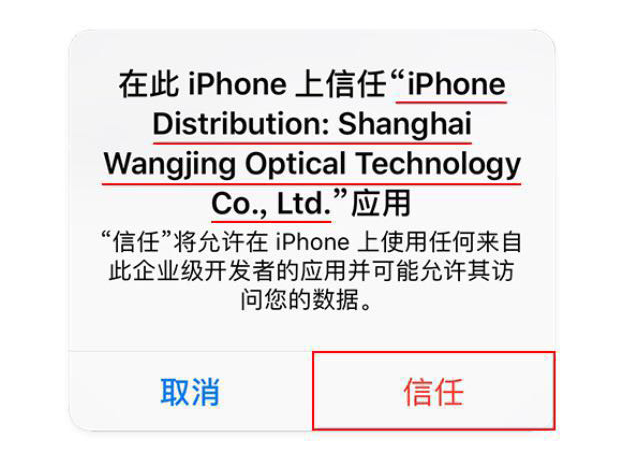 在此 iPhone 上信任“iPhone
Distribution: Shanghai
Wangjing Optical Technology
Co., Ltd.”应用
“信任”将允许在 iPhone 上使用任何来自
此企业级开发者的应用并可能允许其访
问您的数据。
取消
信任